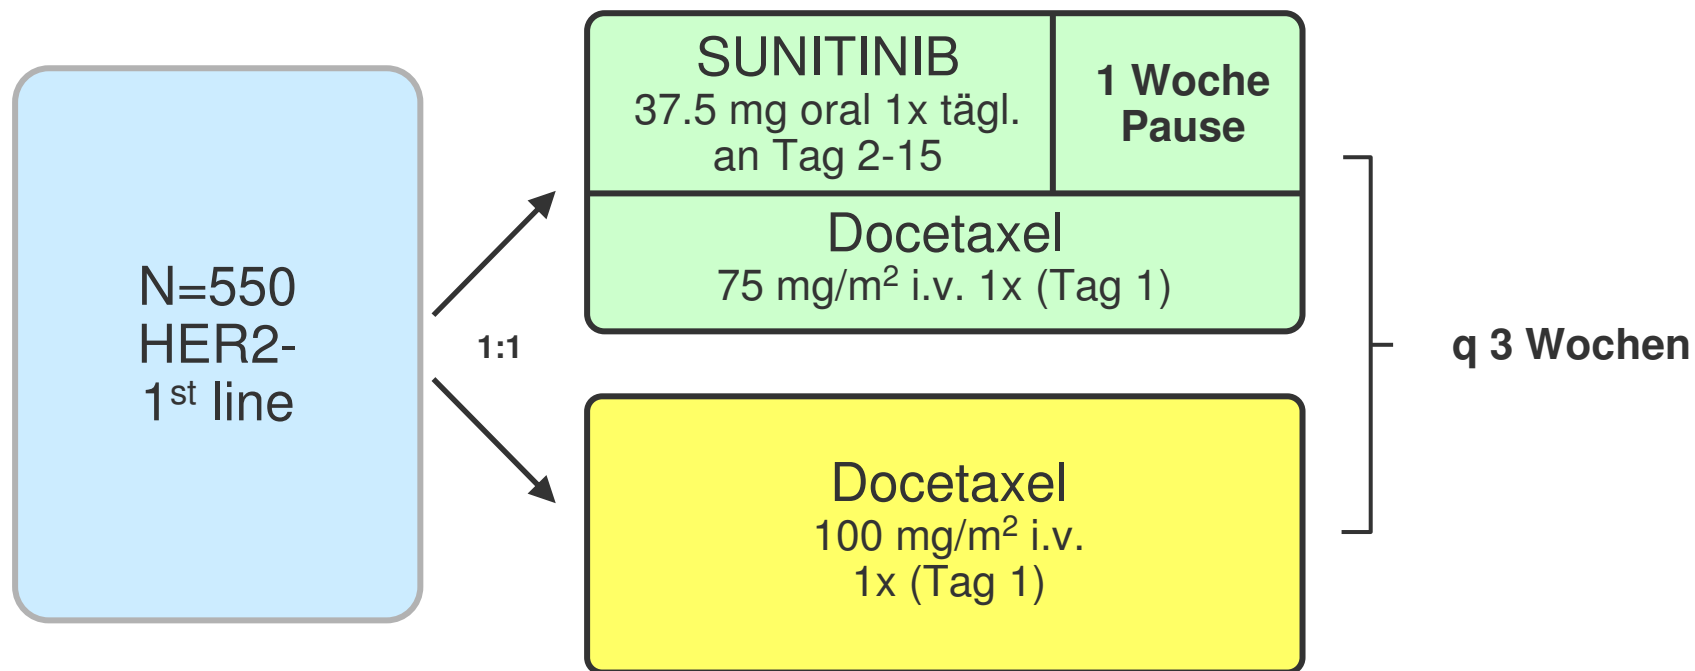 N=550
HER2-
1st line
1:1
SUNITINIB
37.5 mg oral 1x tägl.
an Tag 2-15
1 Woche
Pause
Docetaxel
75 mg/m² i.v. 1x (Tag 1)
Docetaxel
100 mg/m² i.v.
1x (Tag 1)
q 3 Wochen